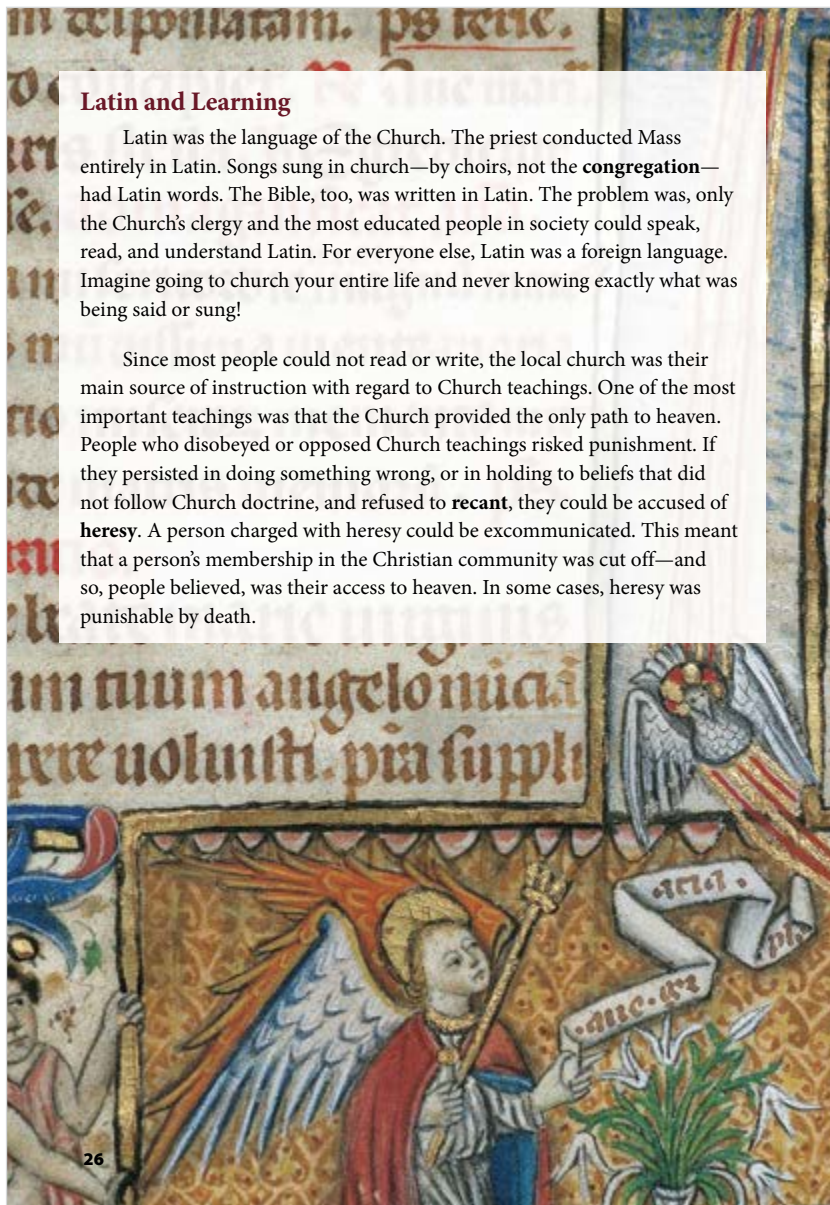 Latin and Learning
Latin was the language of the Church. The priest conducted Mass
entirely in Latin. Songs sung in church—by choirs, not the congregation—
had Latin words. The Bible, too, was written in Latin. The problem was, only
the Church’s clergy and the most educated people in society could speak,
read, and understand Latin. For everyone else, Latin was a foreign language.
Imagine going to church your entire life and never knowing exactly what was
being said or sung!
Since most people could not read or write, the local church was their
main source of instruction with regard to Church teachings. One of the most
important teachings was that the Church provided the only path to heaven.
People who disobeyed or opposed Church teachings risked punishment. If
they persisted in doing something wrong, or in holding to beliefs that did
not follow Church doctrine, and refused to recant, they could be accused of
heresy. A person charged with heresy could be excommunicated. This meant
that a person’s membership in the Christian community was cut off—and
so, people believed, was their access to heaven. In some cases, heresy was
punishable by death.
um tuum angelo nūciā
uoluisti. suppli
26